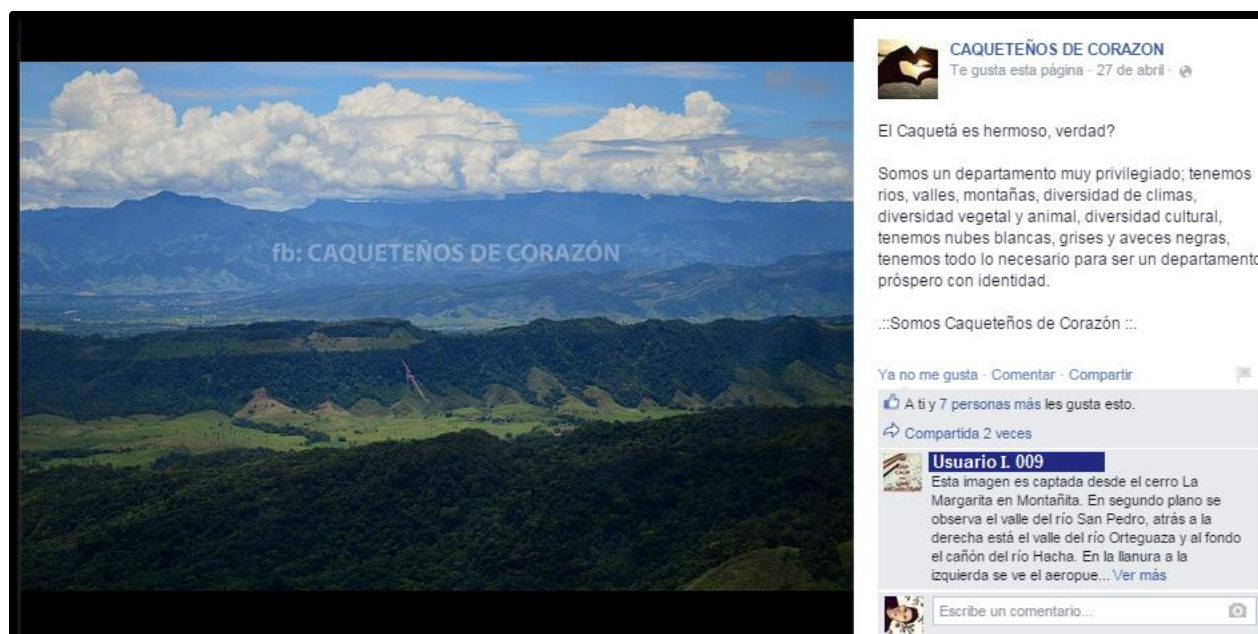 fb: CAQUETEÑOS DE CORAZÓN
CAQUETEÑOS DE CORAZON
Te gusta esta página · 27 de abril ·
El Caquetá es hermoso, verdad?
Somos un departamento muy privilegiado; tenemos
rios, valles, montañas, diversidad de climas,
diversidad vegetal y animal, diversidad cultural,
tenemos nubes blancas, grises y aveces negras,
tenemos todo lo necesario para ser un departamento
próspero con identidad.
.::Somos Caqueteños de Corazón ::.
Ya no me gusta · Comentar · Compartir
A ti y 7 personas más les gusta esto.
Compartida 2 veces
Usuario I. 009
Esta imagen es captada desde el cerro La
Margarita en Montañita. En segundo plano se
observa el valle del río San Pedro, atrás a la
derecha está el valle del río Orteguaza y al fondo
el cañón del río Hacha. En la llanura a la
izquierda se ve el aeropue... Ver más
Escribe un comentario...